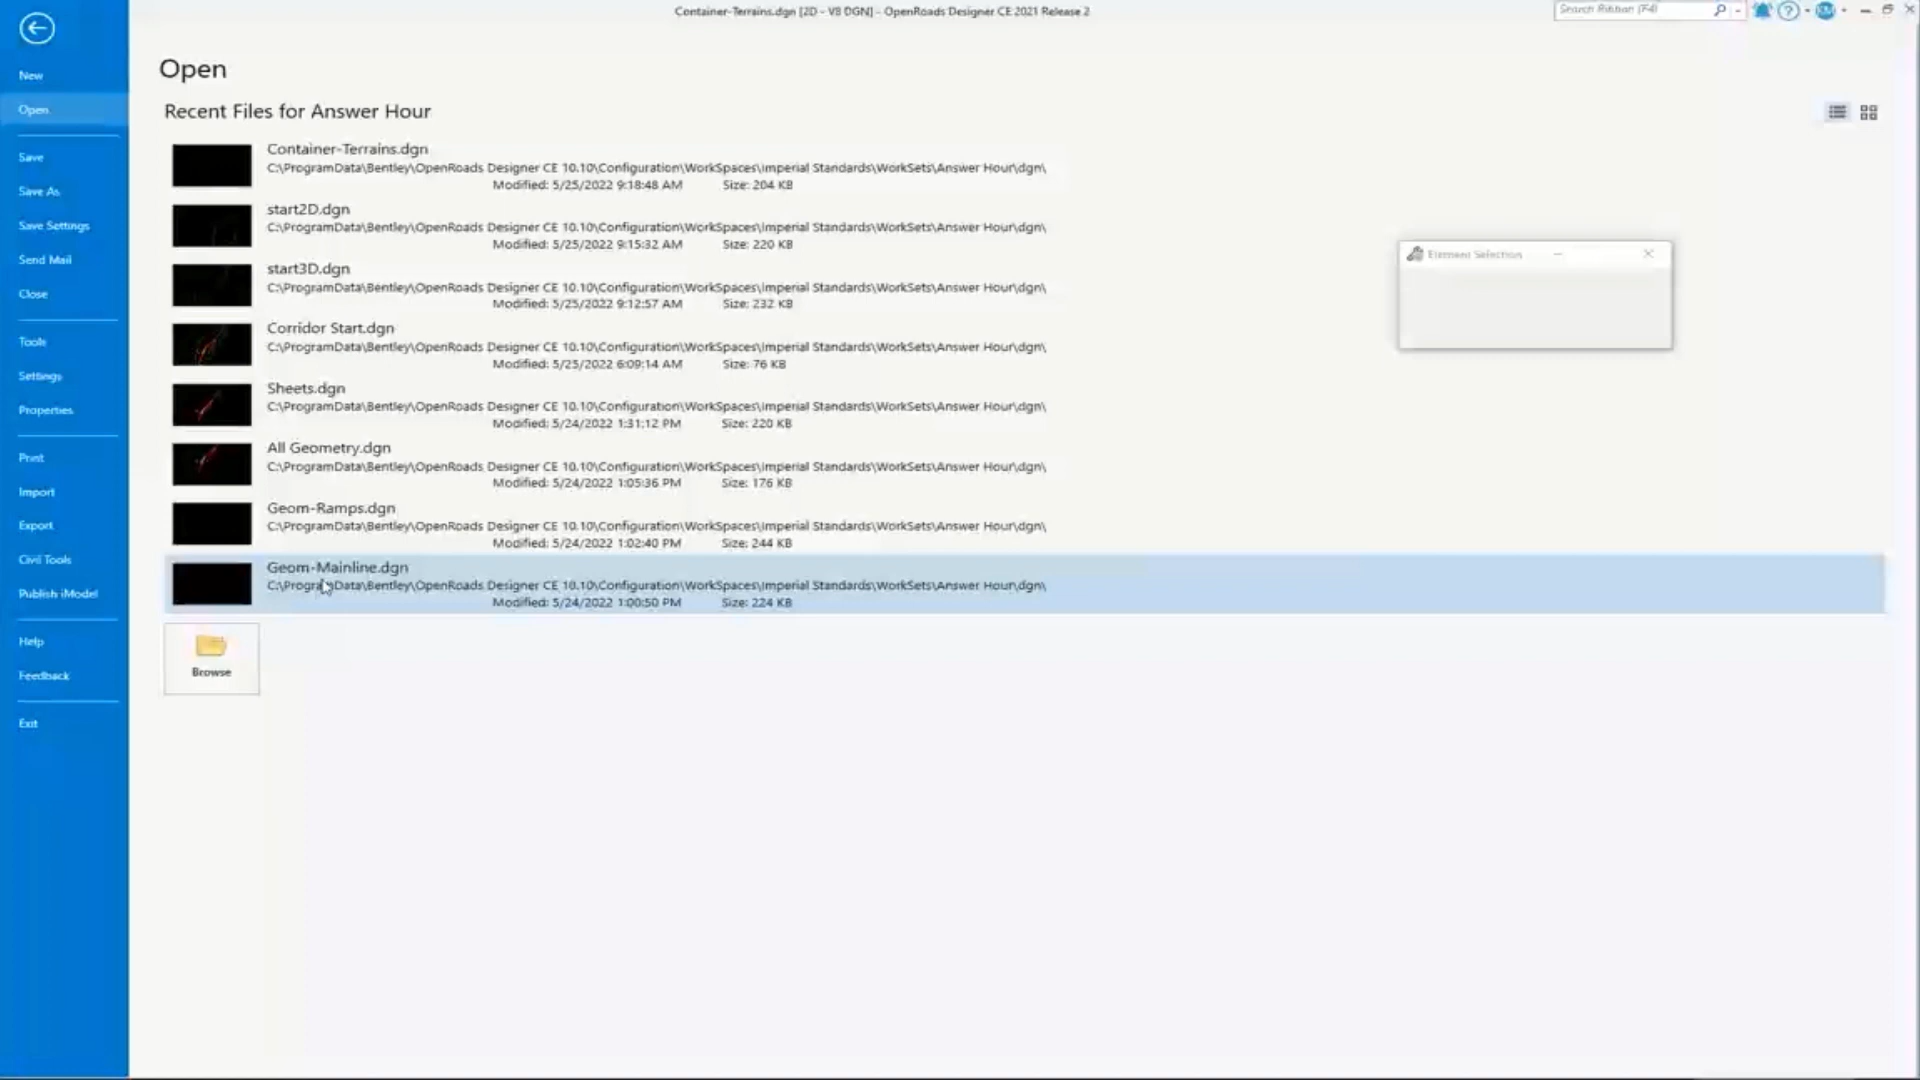 Container-Terrains.dgn [2D - V8 DGN] - OpenRoads Designer CE 2021 Release 2
Search Ribbon (F4)
New
Open
Save
Save As
Save Settings
Send Mail
Close
Tools
Settings
Properties
Print
Import
Export
Civil Tools
Publish iModel
Help
Feedback
Exit
Open
Recent Files for Answer Hour
Container-Terrains.dgn
C:\ProgramData\Bentley\OpenRoads Designer CE 10.10\Configuration\WorkSpaces\Imperial Standards\WorkSets\Answer Hour\dgn\
Modified: 5/25/2022 9:18:48 AM Size: 204 KB
start2D.dgn
C:\ProgramData\Bentley\OpenRoads Designer CE 10.10\Configuration\WorkSpaces\Imperial Standards\WorkSets\Answer Hour\dgn\
Modified: 5/25/2022 9:15:32 AM Size: 220 KB
start3D.dgn
C:\ProgramData\Bentley\OpenRoads Designer CE 10.10\Configuration\WorkSpaces\Imperial Standards\WorkSets\Answer Hour\dgn\
Modified: 5/25/2022 9:12:57 AM Size: 232 KB
Corridor Start.dgn
C:\ProgramData\Bentley\OpenRoads Designer CE 10.10\Configuration\WorkSpaces\Imperial Standards\WorkSets\Answer Hour\dgn\
Modified: 5/25/2022 6:09:14 AM Size: 76 KB
Sheets.dgn
C:\ProgramData\Bentley\OpenRoads Designer CE 10.10\Configuration\WorkSpaces\Imperial Standards\WorkSets\Answer Hour\dgn\
Modified: 5/24/2022 1:31:12 PM Size: 220 KB
All Geometry.dgn
C:\ProgramData\Bentley\OpenRoads Designer CE 10.10\Configuration\WorkSpaces\Imperial Standards\WorkSets\Answer Hour\dgn\
Modified: 5/24/2022 1:05:36 PM Size: 176 KB
Geom-Ramps.dgn
C:\ProgramData\Bentley\OpenRoads Designer CE 10.10\Configuration\WorkSpaces\Imperial Standards\WorkSets\Answer Hour\dgn\
Modified: 5/24/2022 1:02:40 PM Size: 244 KB
Geom-Mainline.dgn
C:\ProgramData\Bentley\OpenRoads Designer CE 10.10\Configuration\WorkSpaces\Imperial Standards\WorkSets\Answer Hour\dgn\
Modified: 5/24/2022 1:00:50 PM Size: 224 KB
Browse
Element Selection